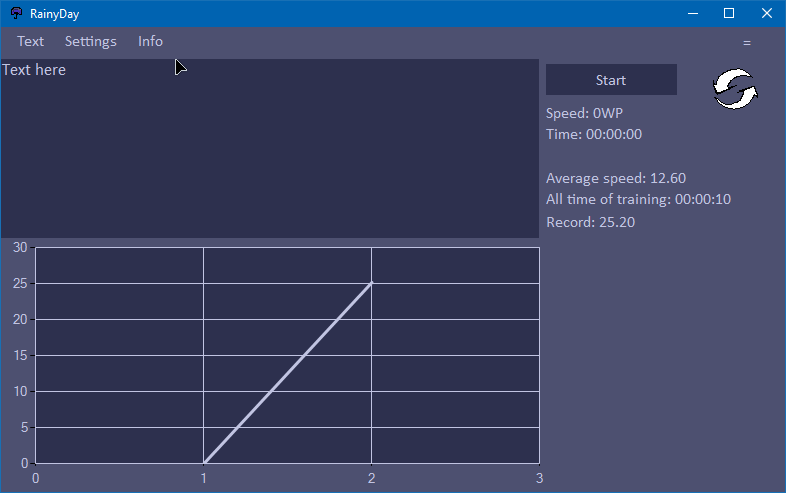 RainyDay
Text Settings Info =
Text here
Start
Speed: 0WP
Time: 00:00:00
Average speed: 12.60
All time of training: 00:00:10
Record: 25.20
30
25
20
15
10
5
0
0 1 2 3